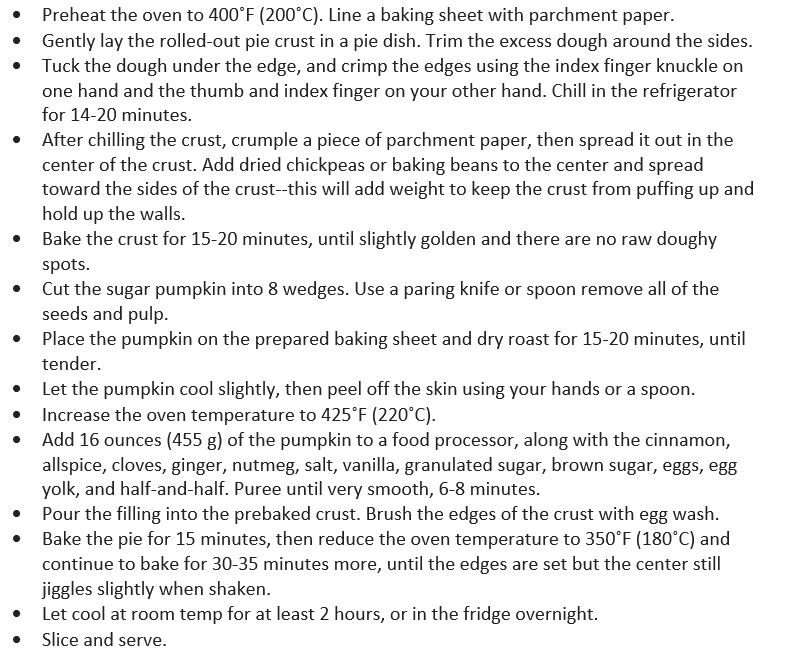 • Preheat the oven to 400˚F (200˚C). Line a baking sheet with parchment paper.
• Gently lay the rolled-out pie crust in a pie dish. Trim the excess dough around the sides.
• Tuck the dough under the edge, and crimp the edges using the index finger knuckle on
one hand and the thumb and index finger on your other hand. Chill in the refrigerator
for 14-20 minutes.
• After chilling the crust, crumple a piece of parchment paper, then spread it out in the
center of the crust. Add dried chickpeas or baking beans to the center and spread
toward the sides of the crust--this will add weight to keep the crust from puffing up and
hold up the walls.
• Bake the crust for 15-20 minutes, until slightly golden and there are no raw doughy
spots.
• Cut the sugar pumpkin into 8 wedges. Use a paring knife or spoon remove all of the
seeds and pulp.
• Place the pumpkin on the prepared baking sheet and dry roast for 15-20 minutes, until
tender.
• Let the pumpkin cool slightly, then peel off the skin using your hands or a spoon.
• Increase the oven temperature to 425˚F (220˚C).
• Add 16 ounces (455 g) of the pumpkin to a food processor, along with the cinnamon,
allspice, cloves, ginger, nutmeg, salt, vanilla, granulated sugar, brown sugar, eggs, egg
yolk, and half-and-half. Puree until very smooth, 6-8 minutes.
• Pour the filling into the prebaked crust. Brush the edges of the crust with egg wash.
• Bake the pie for 15 minutes, then reduce the oven temperature to 350˚F (180˚C) and
continue to bake for 30-35 minutes more, until the edges are set but the center still
jiggles slightly when shaken.
• Let cool at room temp for at least 2 hours, or in the fridge overnight.
• Slice and serve.